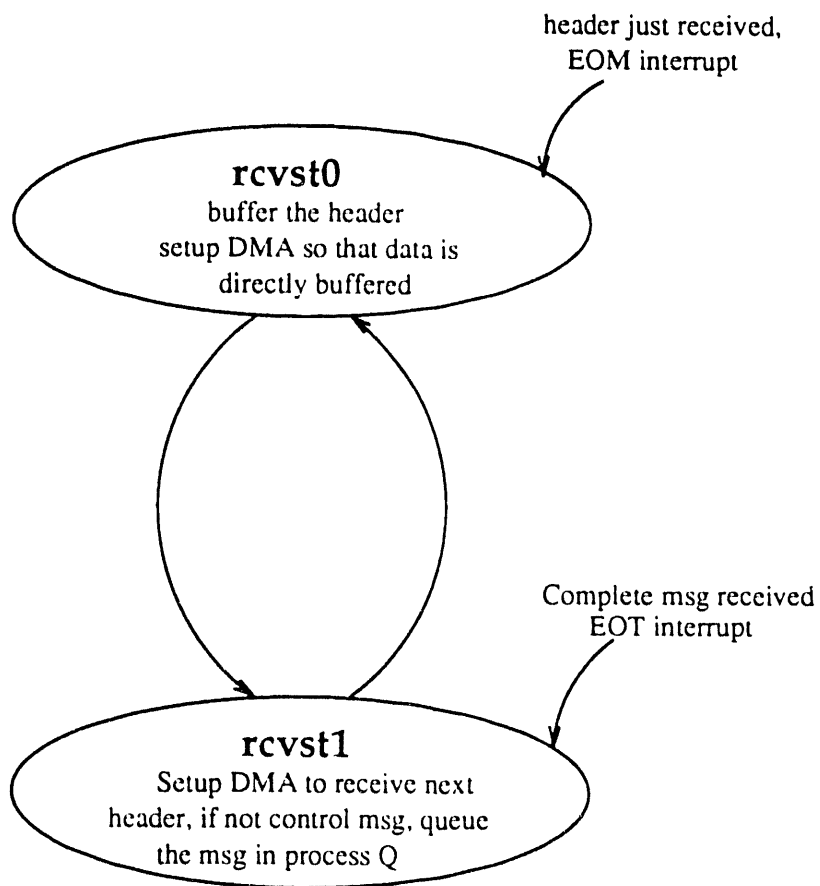 header just received,
EOM interrupt
rcvst0
buffer the header
setup DMA so that data is
directly buffered
Complete msg received
EOT interrupt
rcvst1
Setup DMA to receive next
header, if not control msg, queue
the msg in process Q